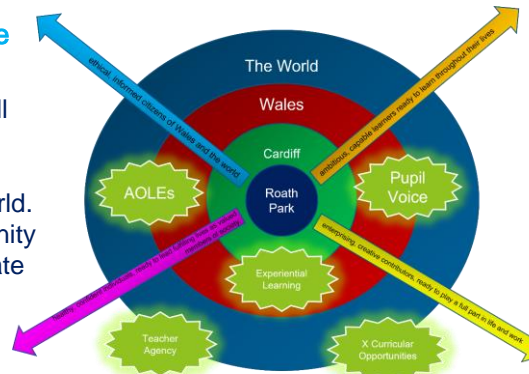 e
ll
rld.
nity
ate
ethical, informed citizens of Wales and the world
ambitious, capable learners ready to learn throughout their lives
The World
Wales
Cardiff
Roath
Park
AOLEs
Pupil
Voice
healthy, confident individuals, ready to lead fulfilling lives as valued
members of society
enterprising, creative contributors, ready to play a full part in life and work
Experiential
Learning
Teacher
Agency
X Curricular
Opportunities